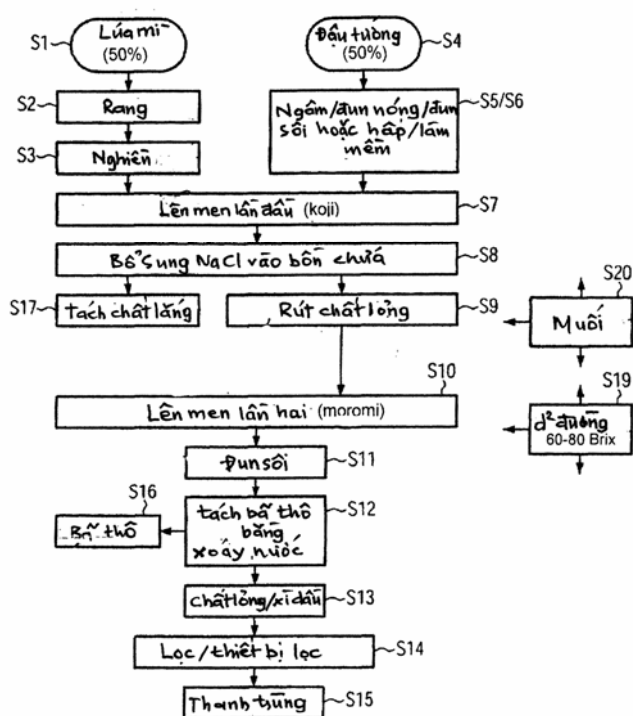 S1
Lúa mì
(50%)
Đậu tương
(50%)
S4
S2
Rang
S5/S6
Ngâm/đun nóng/đun
sôi hoặc hấp/làm
mềm
S3
Nghiền
Lên men lần đầu (koji)
S7
Bổ sung NaCl vào bồn chứa
S8
S17
Tách chất lắng
Rút chất lỏng
S9
S20
Muối
S10
Lên men lần hai (moromi)
S19
d² đường
60-80 Brix
Đun sôi
S11
S16
Bã thô
Tách bã thô
bằng
xoáy nước
S12
Chất lỏng/xì dầu
S13
Lọc/thiết bị lọc
S14
Thanh trùng
S15